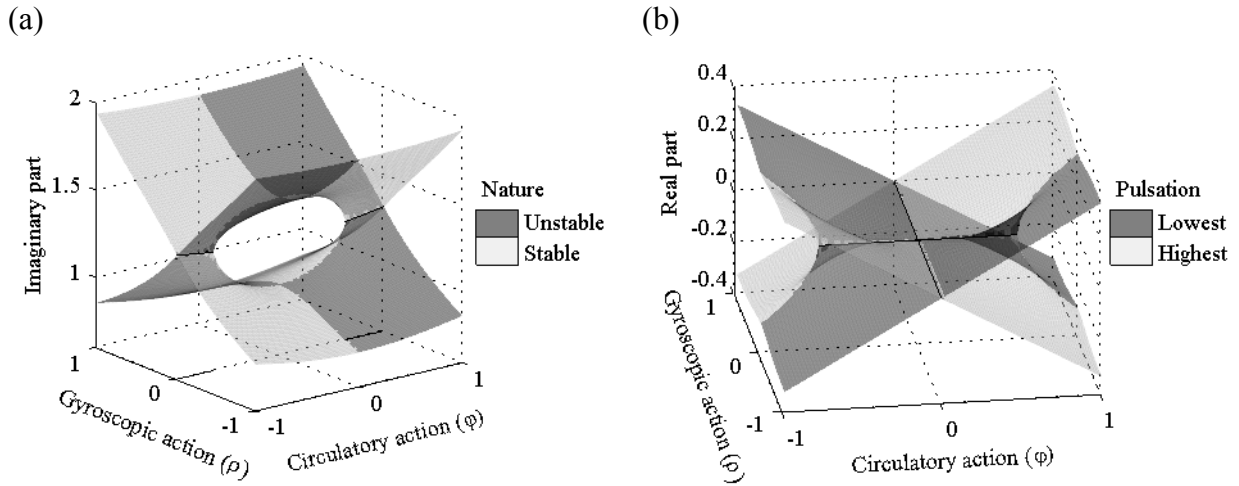 (a)
2
1.5
1
Imaginary part
1
0
-1
Gyroscopic action (ρ)
-1
0
1
Circulatory action (φ)
Nature
Unstable
Stable
(b)
0.4
0.2
0
-0.2
-0.4
Real part
1
0
-1
Gyroscopic action (ρ)
-1
0
1
Circulatory action (φ)
Pulsation
Lowest
Highest